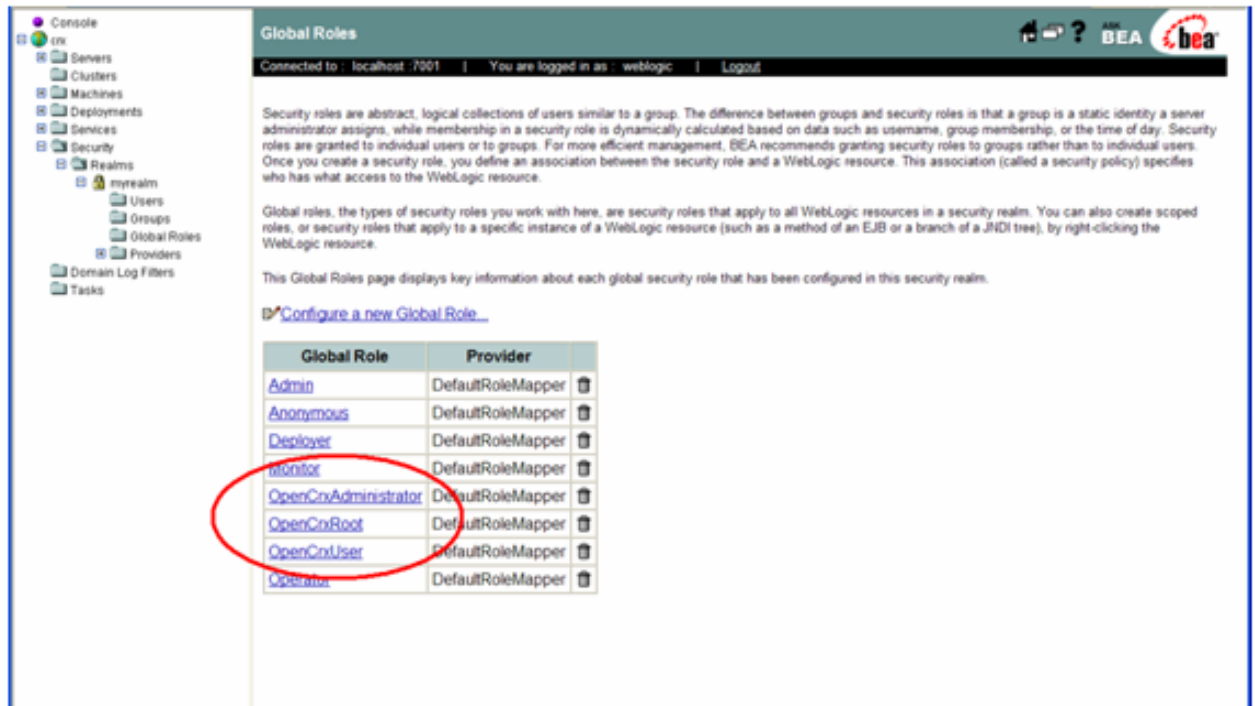 Console
crx
Servers
Clusters
Machines
Deployments
Services
Security
Realms
myrealm
Users
Groups
Global Roles
Providers
Domain Log Filters
Tasks
Global Roles
? ASK BEA bea
Connected to : localhost :7001 | You are logged in as : weblogic | Logout
Security roles are abstract, logical collections of users similar to a group. The difference between groups and security roles is that a group is a static identity a server
administrator assigns, while membership in a security role is dynamically calculated based on data such as username, group membership, or the time of day. Security
roles are granted to individual users or to groups. For more efficient management, BEA recommends granting security roles to groups rather than to individual users.
Once you create a security role, you define an association between the security role and a WebLogic resource. This association (called a security policy) specifies
who has what access to the WebLogic resource.
Global roles, the types of security roles you work with here, are security roles that apply to all WebLogic resources in a security realm. You can also create scoped
roles, or security roles that apply to a specific instance of a WebLogic resource (such as a method of an EJB or a branch of a JNDI tree), by right-clicking the
WebLogic resource.
This Global Roles page displays key information about each global security role that has been configured in this security realm.
Configure a new Global Role...
Global Role Provider
Admin DefaultRoleMapper
Anonymous DefaultRoleMapper
Deployer DefaultRoleMapper
Monitor DefaultRoleMapper
OpenCrxAdministrator DefaultRoleMapper
OpenCrxRoot DefaultRoleMapper
OpenCrxUser DefaultRoleMapper
Operator DefaultRoleMapper